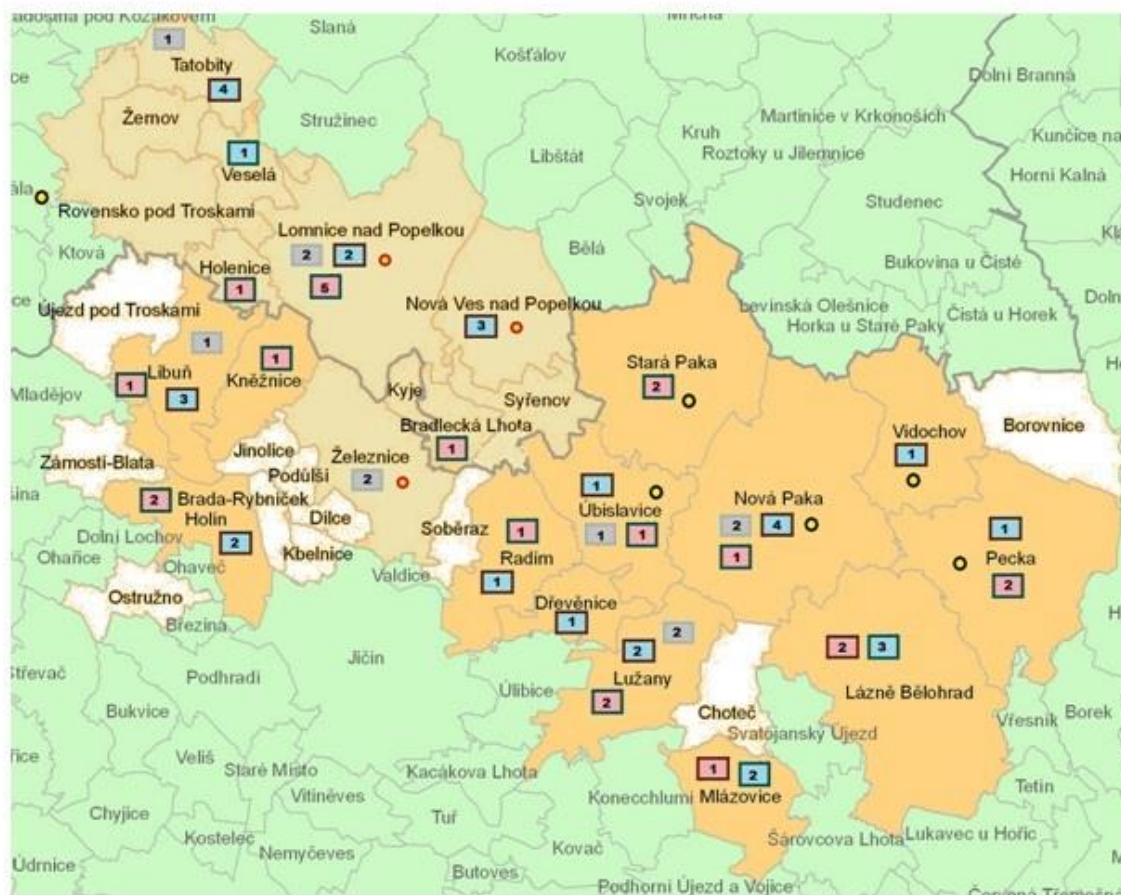 Slaná
Košťálov
1
Tatobity
4
Dolní Branná
Stružinec
Žernov
Martinice v Krkonoších
Kruh
Roztoky u Jilemnice
Libštát
1
Veselá
Horní Kalná
Svojek
Studenec
Rovensko pod Troskami
Lomnice nad Popelkou
Ktová
2
2
Bělá
Bukovina u Čisté
Holenice
1
5
Nová Ves nad Popelkou
Levínská Olešnice
Čistá u Horek
Újezd pod Troskami
3
Horka u Staré Paky
1
Stará Paka
1
Libuň
Kněžnice
1
3
Mladějov
Kyje
2
Syřenov
Bradlecká Lhota
Vidochov
Borovnice
Jinolice
Železnice
1
1
Zámostí-Blata
Podůlší
2
1
Brada-Rybníček
2
Úbislavice
Nová Paka
Holín
Dílce
Soběraz
1
1
1
2
4
1
Dolní Lochov
2
Kbelnice
Radim
1
Pecka
Ohařice
Ohaveč
Valdice
1
2
Ostružno
Dřevěnice
Březina
1
2
Jičín
2
2
3
Podhradí
Lužany
Lázně Bělohrad
Úlibice
2
Bukvice
Choteč
Vřesník
Borek
Svatojanský Újezd
Veliš
Staré Místo
Kacákova Lhota
1
2
Tetín
Vitiněves
Konecchlumí
Mlázovice
Chyjice
Tuř
Kostelec
Šárovcova Lhota
Lukavec u Hořic
Nemyčeves
Kovač
Údrnice
Butoves
Podhorní Újezd a Vojice